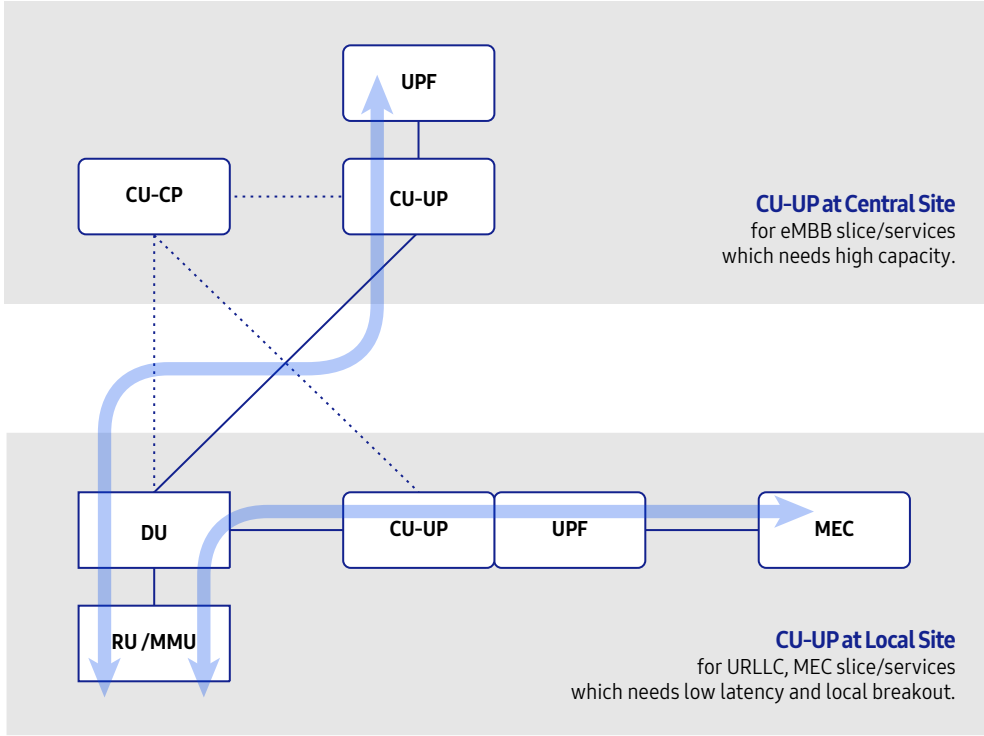 UPF
CU-CP
CU-UP
CU-UP at Central Site
for eMBB slice/services
which needs high capacity.
DU
CU-UP
UPF
MEC
RU /MMU
CU-UP at Local Site
for URLLC, MEC slice/services
which needs low latency and local breakout.